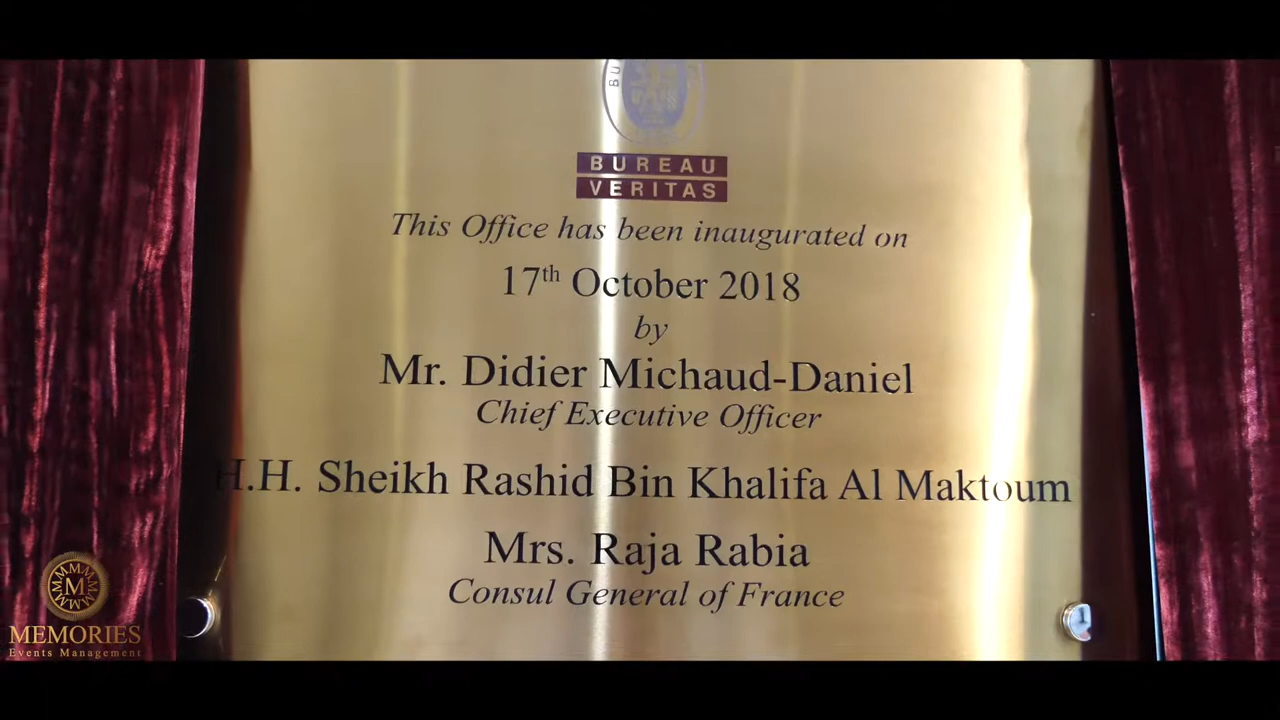 BU
BUREAU
VERITAS
This Office has been inaugurated on
17th October 2018
by
Mr. Didier Michaud-Daniel
Chief Executive Officer
H.H. Sheikh Rashid Bin Khalifa Al Maktoum
Mrs. Raja Rabia
Consul General of France
M
MEMORIES
Events Management